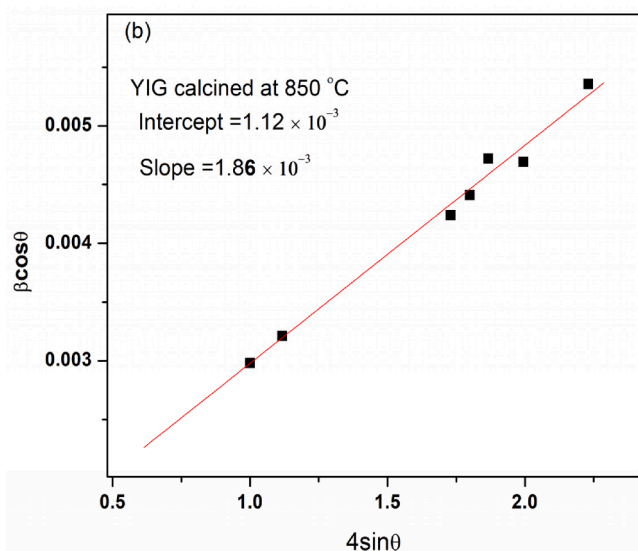 (b)
YIG calcined at 850 °C
Intercept =1.12 × 10⁻³
Slope =1.86 × 10⁻³
0.005
0.004
0.003
βcosθ
0.5 1.0 1.5 2.0
4sinθ